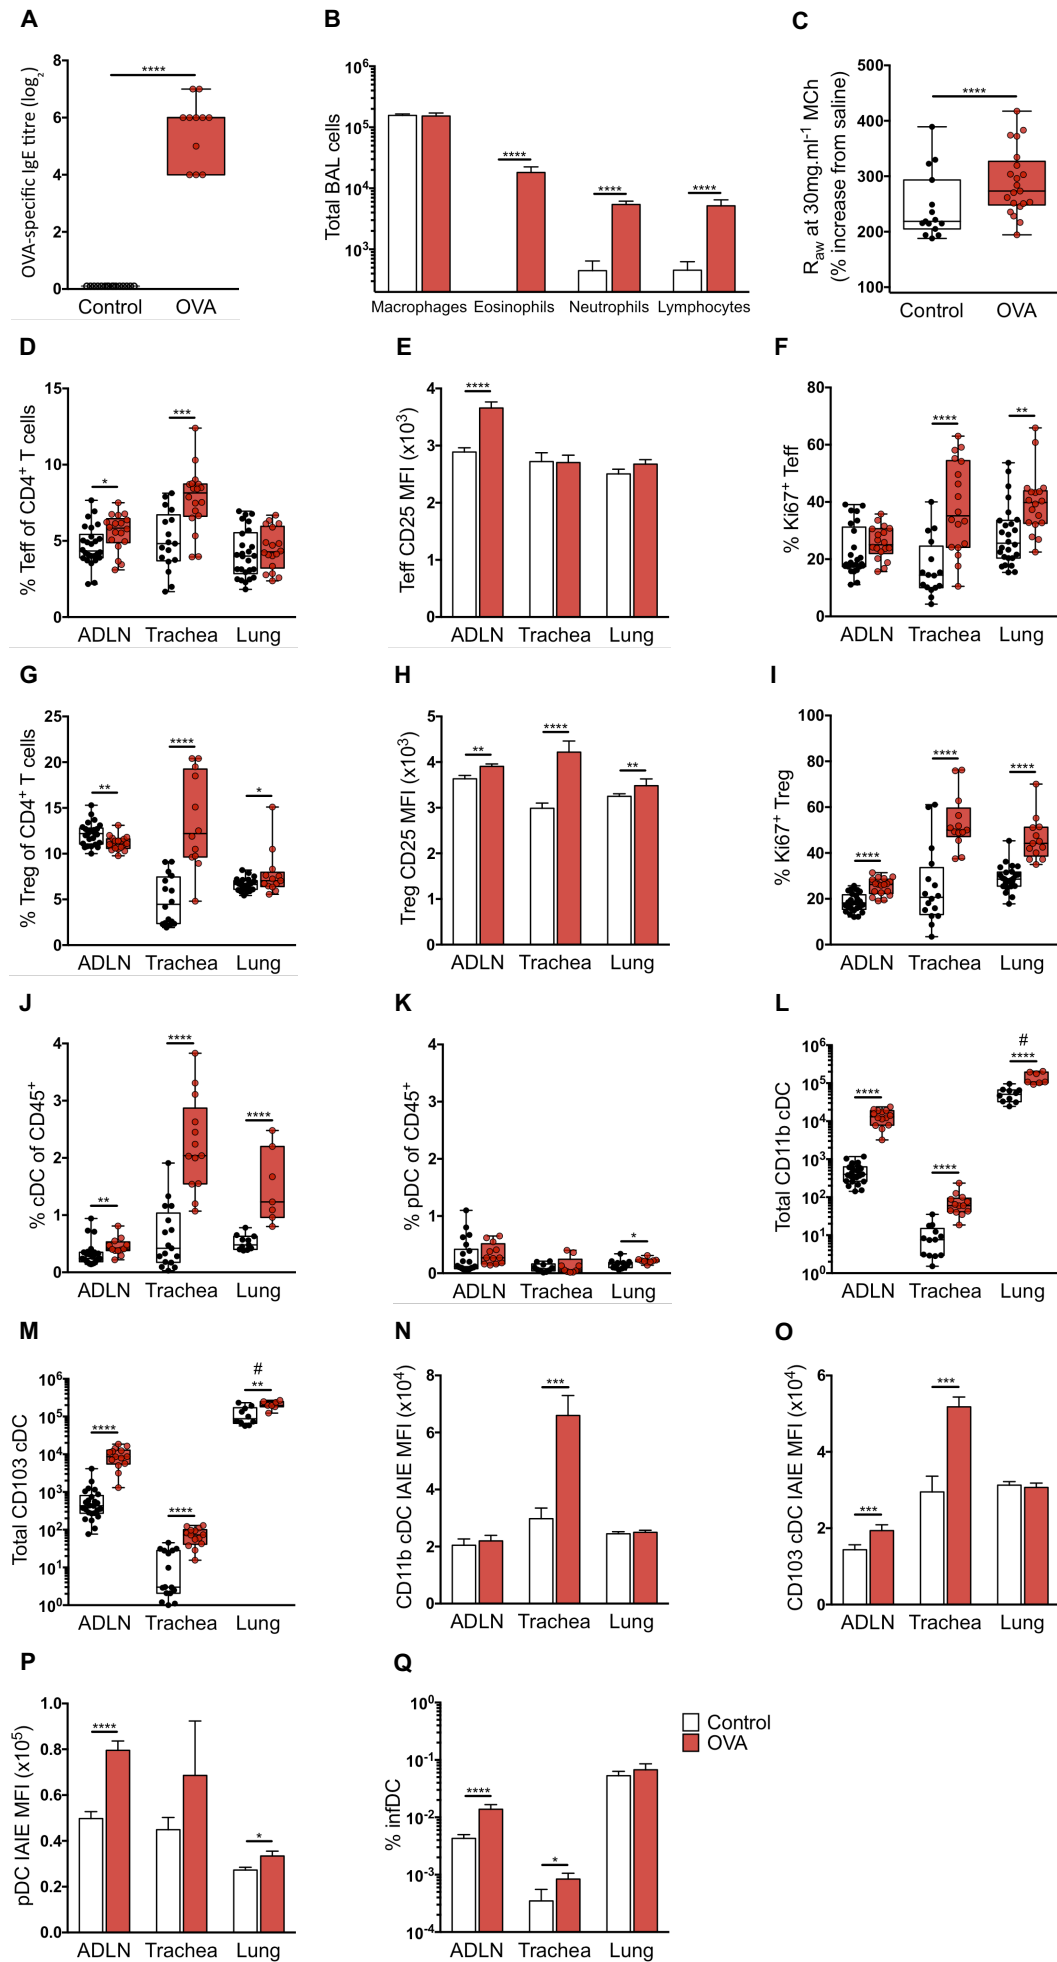 A
OVA-specific IgE titre (log2)
8
6
4
2
0
****
Control
OVA
B
Total BAL cells
10^6
10^5
10^4
10^3
****
****
****
Macrophages Eosinophils Neutrophils Lymphocytes
C
Raw at 30mg.ml-1 MCh
(% increase from saline)
500
400
300
200
100
****
Control
OVA
D
% Teff of CD4+ T cells
15
10
5
0
*
***
ADLN Trachea Lung
E
Teff CD25 MFI (x10^3)
4
3
2
1
0
****
ADLN Trachea Lung
F
% Ki67+ Teff
80
60
40
20
0
****
**
ADLN Trachea Lung
G
% Treg of CD4+ T cells
25
20
15
10
5
0
**
****
*
ADLN Trachea Lung
H
Treg CD25 MFI (x10^3)
5
4
3
2
1
0
**
****
**
ADLN Trachea Lung
I
% Ki67+ Treg
100
80
60
40
20
0
****
****
****
ADLN Trachea Lung
J
% cDC of CD45+
4
3
2
1
0
**
****
****
ADLN Trachea Lung
K
% pDC of CD45+
4
3
2
1
0
*
ADLN Trachea Lung
L
Total CD11b cDC
10^6
10^5
10^4
10^3
10^2
10^1
10^0
****
****
#
****
ADLN Trachea Lung
M
Total CD103 cDC
10^6
10^5
10^4
10^3
10^2
10^1
10^0
****
****
#
**
ADLN Trachea Lung
N
CD11b cDC IAIE MFI (x10^4)
8
6
4
2
0
***
ADLN Trachea Lung
O
CD103 cDC IAIE MFI (x10^4)
6
4
2
0
***
***
ADLN Trachea Lung
P
pDC IAIE MFI (x10^5)
1.0
0.8
0.6
0.4
0.2
0.0
****
*
ADLN Trachea Lung
Q
% infDC
10^0
10^-1
10^-2
10^-3
10^-4
****
*
ADLN Trachea Lung
Control
OVA